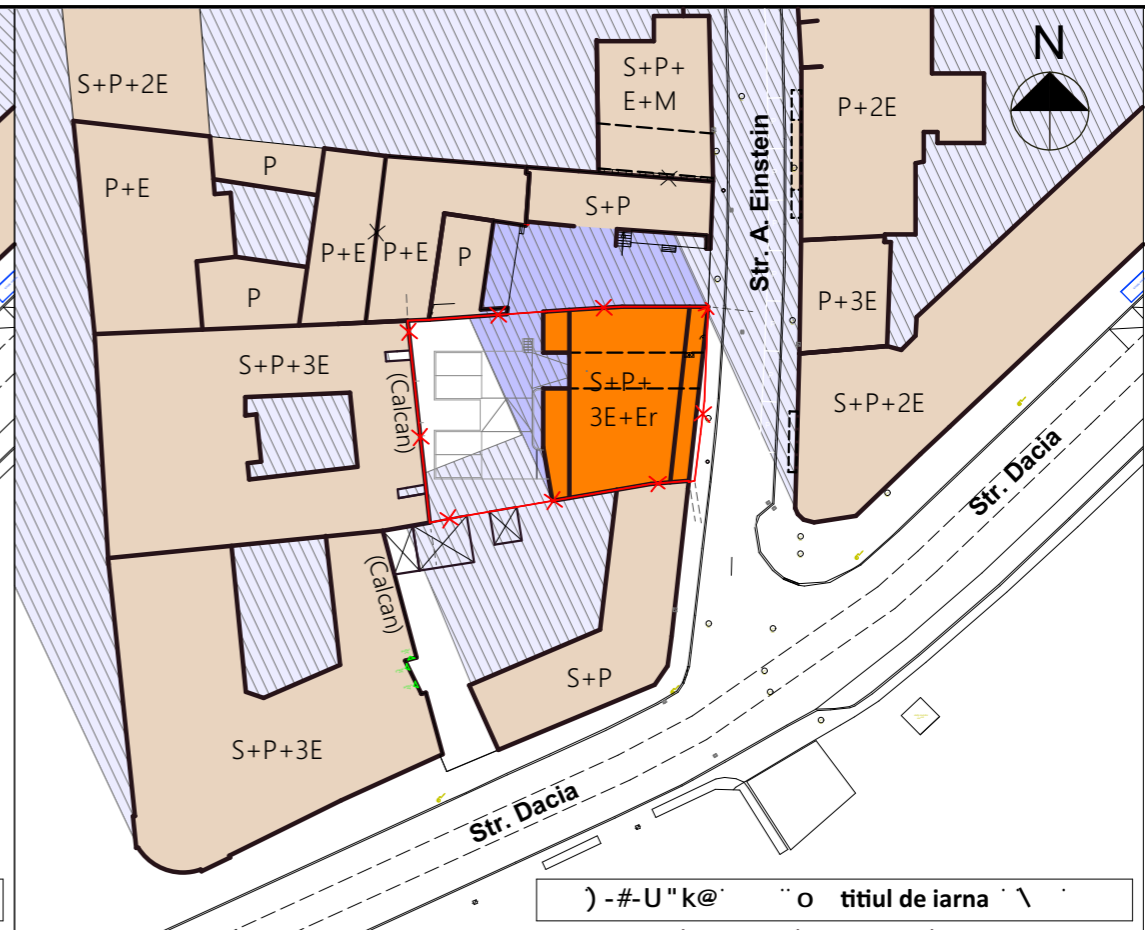 S+P+2E
S+P+
E+M
N
P+2E
Str. A. Einstein
P
P+E
S+P
P+E
P+E
P
P
P+3E
S+P+3E
(Calcan)
S+P+
3E+Er
S+P+2E
Str. Dacia
(Calcan)
S+P
S+P+3E
Str. Dacia
titiul de iarna